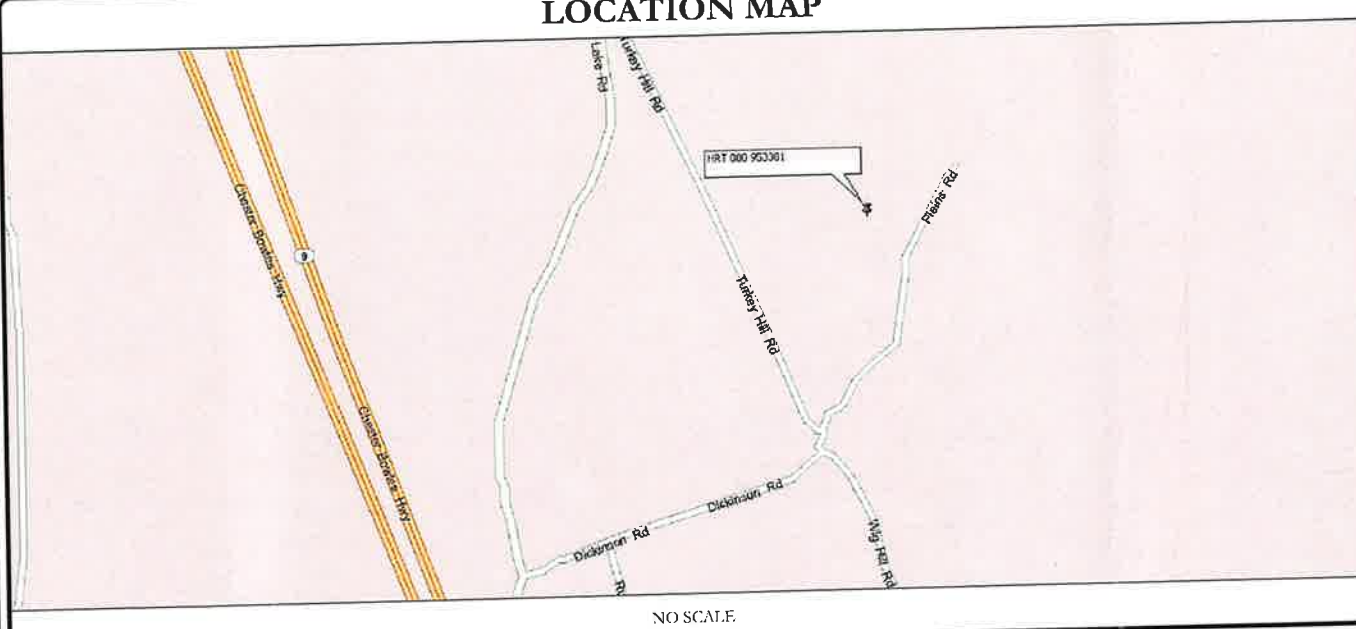 LOCATION MAP
Lake Rd
Turkey Hill Rd
HRT 000 953301
Plains Rd
Chester Bowles Hwy
9
Turkey Hill Rd
Chester Bowles Hwy
Dickinson Rd
Dickinson Rd
Wig Hill Rd
NO SCALE